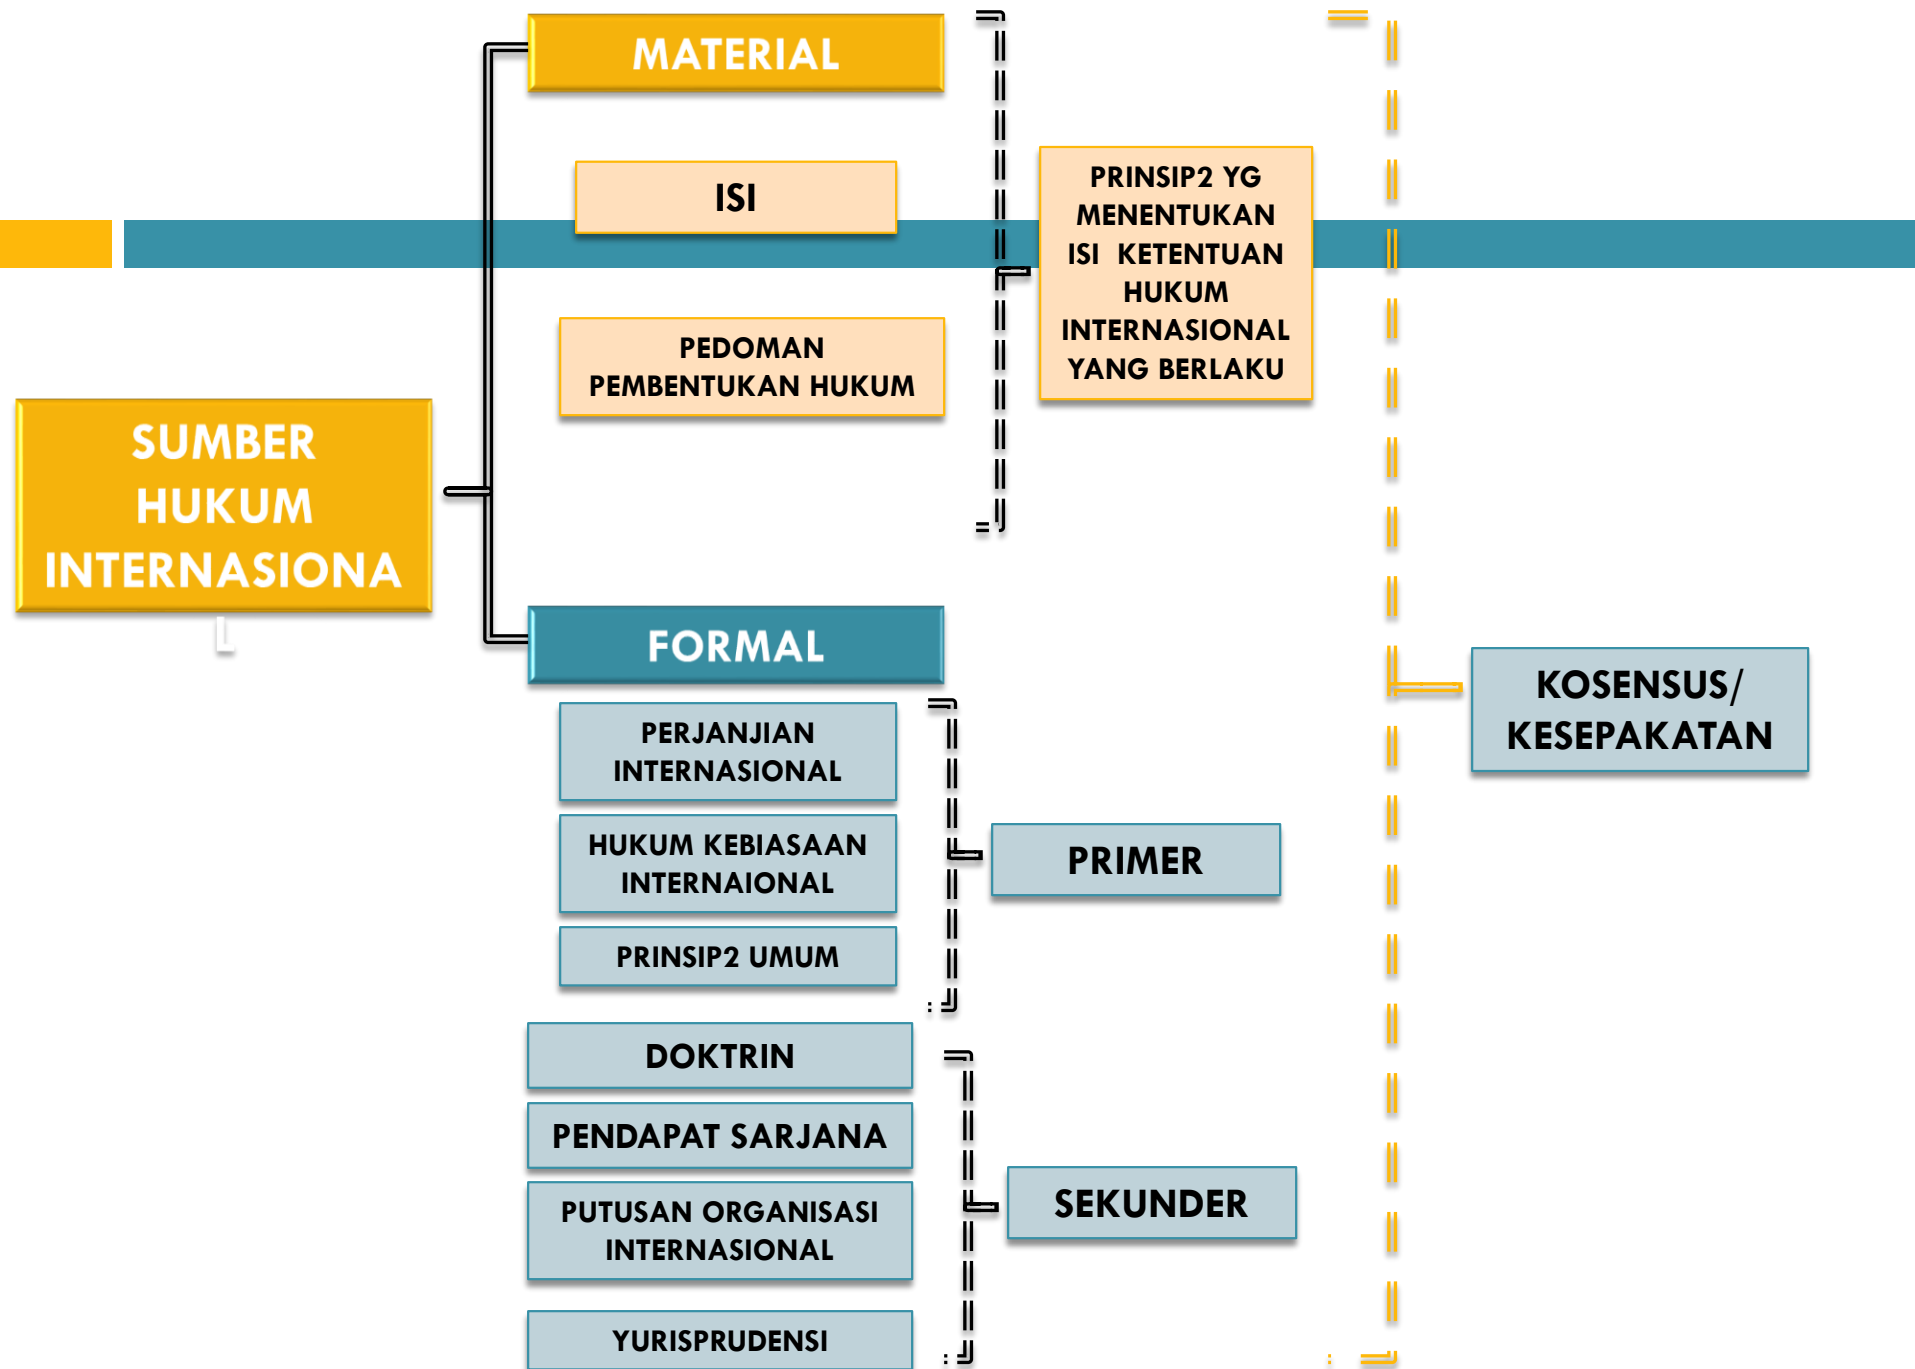 SUMBER
HUKUM
INTERNASIONA
L
MATERIAL
ISI
PEDOMAN
PEMBENTUKAN HUKUM
PRINSIP2 YG
MENENTUKAN
ISI KETENTUAN
HUKUM
INTERNASIONAL
YANG BERLAKU
FORMAL
PERJANJIAN
INTERNASIONAL
HUKUM KEBIASAAN
INTERNAIONAL
PRINSIP2 UMUM
PRIMER
DOKTRIN
PENDAPAT SARJANA
PUTUSAN ORGANISASI
INTERNASIONAL
YURISPRUDENSI
SEKUNDER
KOSENSUS/
KESEPAKATAN